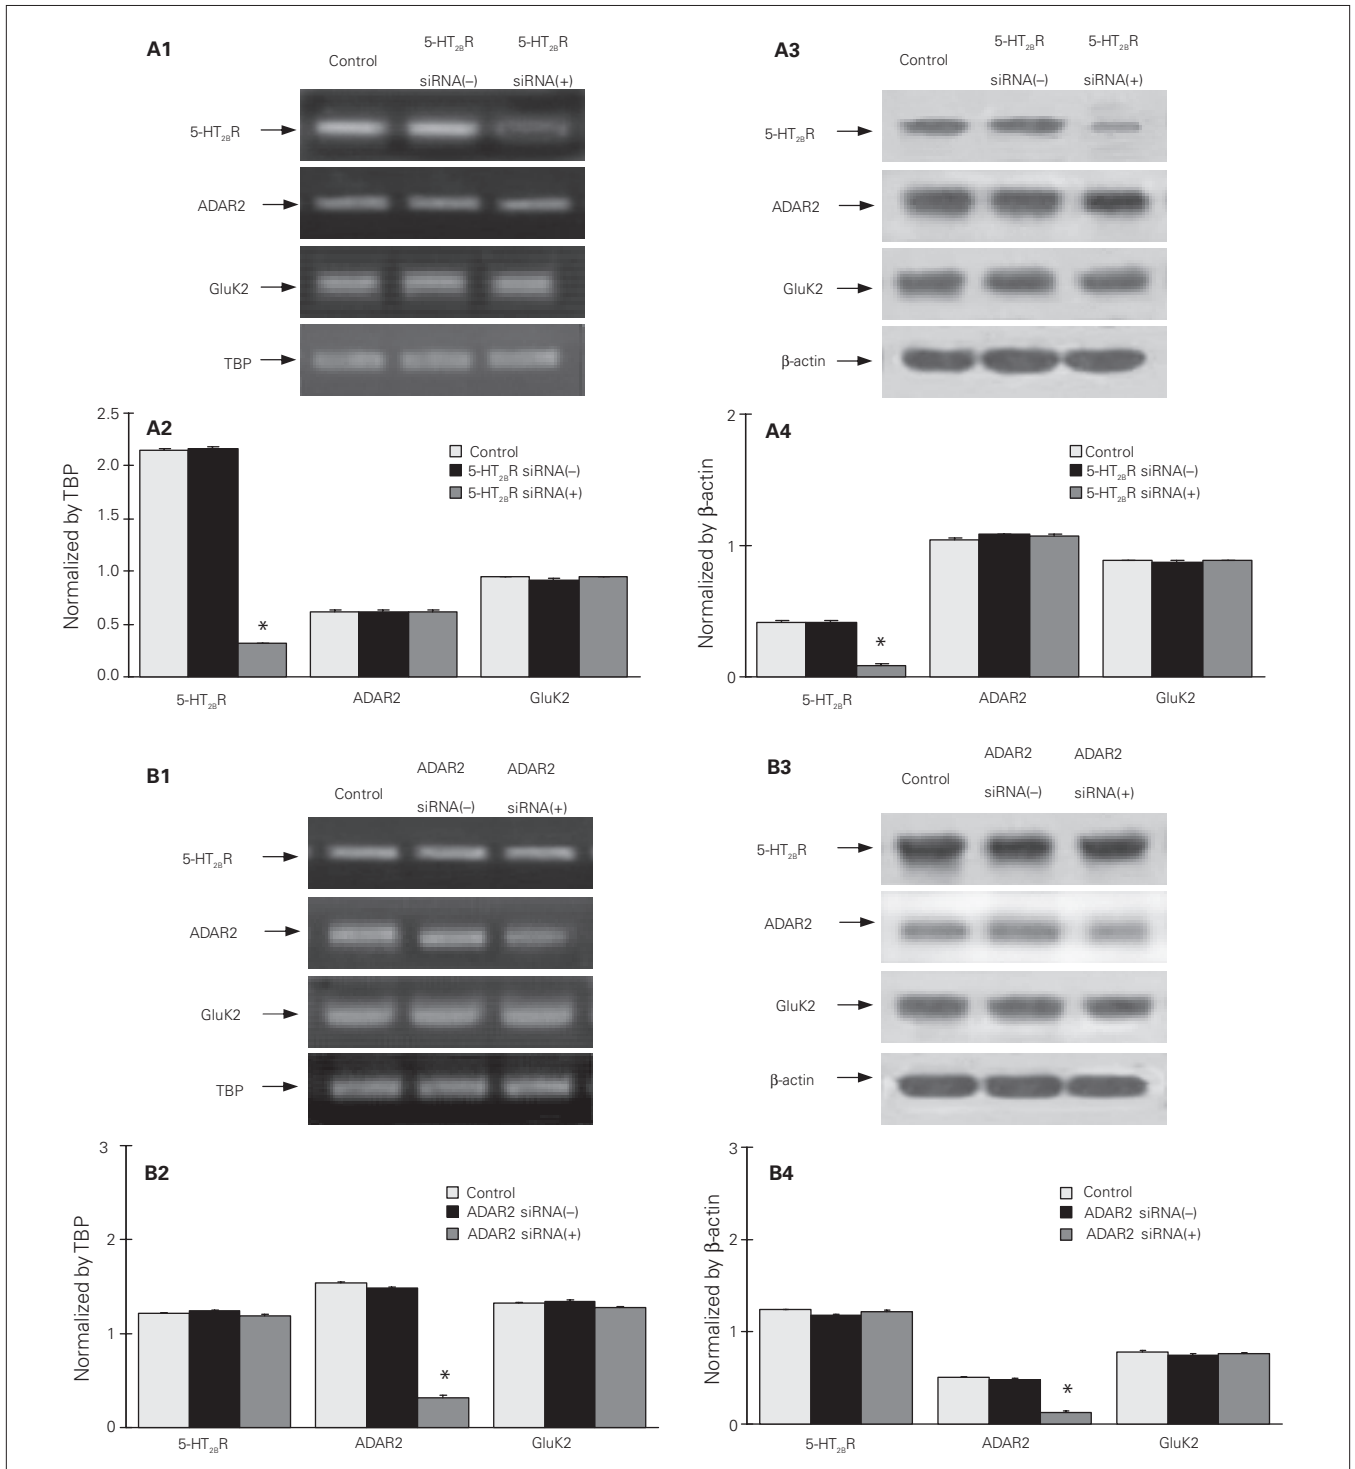 A1
Control
5-HT2BR
siRNA(–)
5-HT2BR
siRNA(+)
5-HT2BR
ADAR2
GluK2
TBP
A3
Control
5-HT2BR
siRNA(–)
5-HT2BR
siRNA(+)
5-HT2BR
ADAR2
GluK2
β-actin
A2
Normalized by TBP
2.5
2.0
1.5
1.0
0.5
0.0
Control
5-HT2BR siRNA(–)
5-HT2BR siRNA(+)
*
5-HT2BR
ADAR2
GluK2
A4
Normalized by β-actin
2
1
0
Control
5-HT2BR siRNA(–)
5-HT2BR siRNA(+)
*
5-HT2BR
ADAR2
GluK2
B1
Control
ADAR2
siRNA(–)
ADAR2
siRNA(+)
5-HT2BR
ADAR2
GluK2
TBP
B3
Control
ADAR2
siRNA(–)
ADAR2
siRNA(+)
5-HT2BR
ADAR2
GluK2
β-actin
B2
Normalized by TBP
3
2
1
0
Control
ADAR2 siRNA(–)
ADAR2 siRNA(+)
*
5-HT2BR
ADAR2
GluK2
B4
Normalized by β-actin
3
2
1
0
Control
ADAR2 siRNA(–)
ADAR2 siRNA(+)
*
5-HT2BR
ADAR2
GluK2